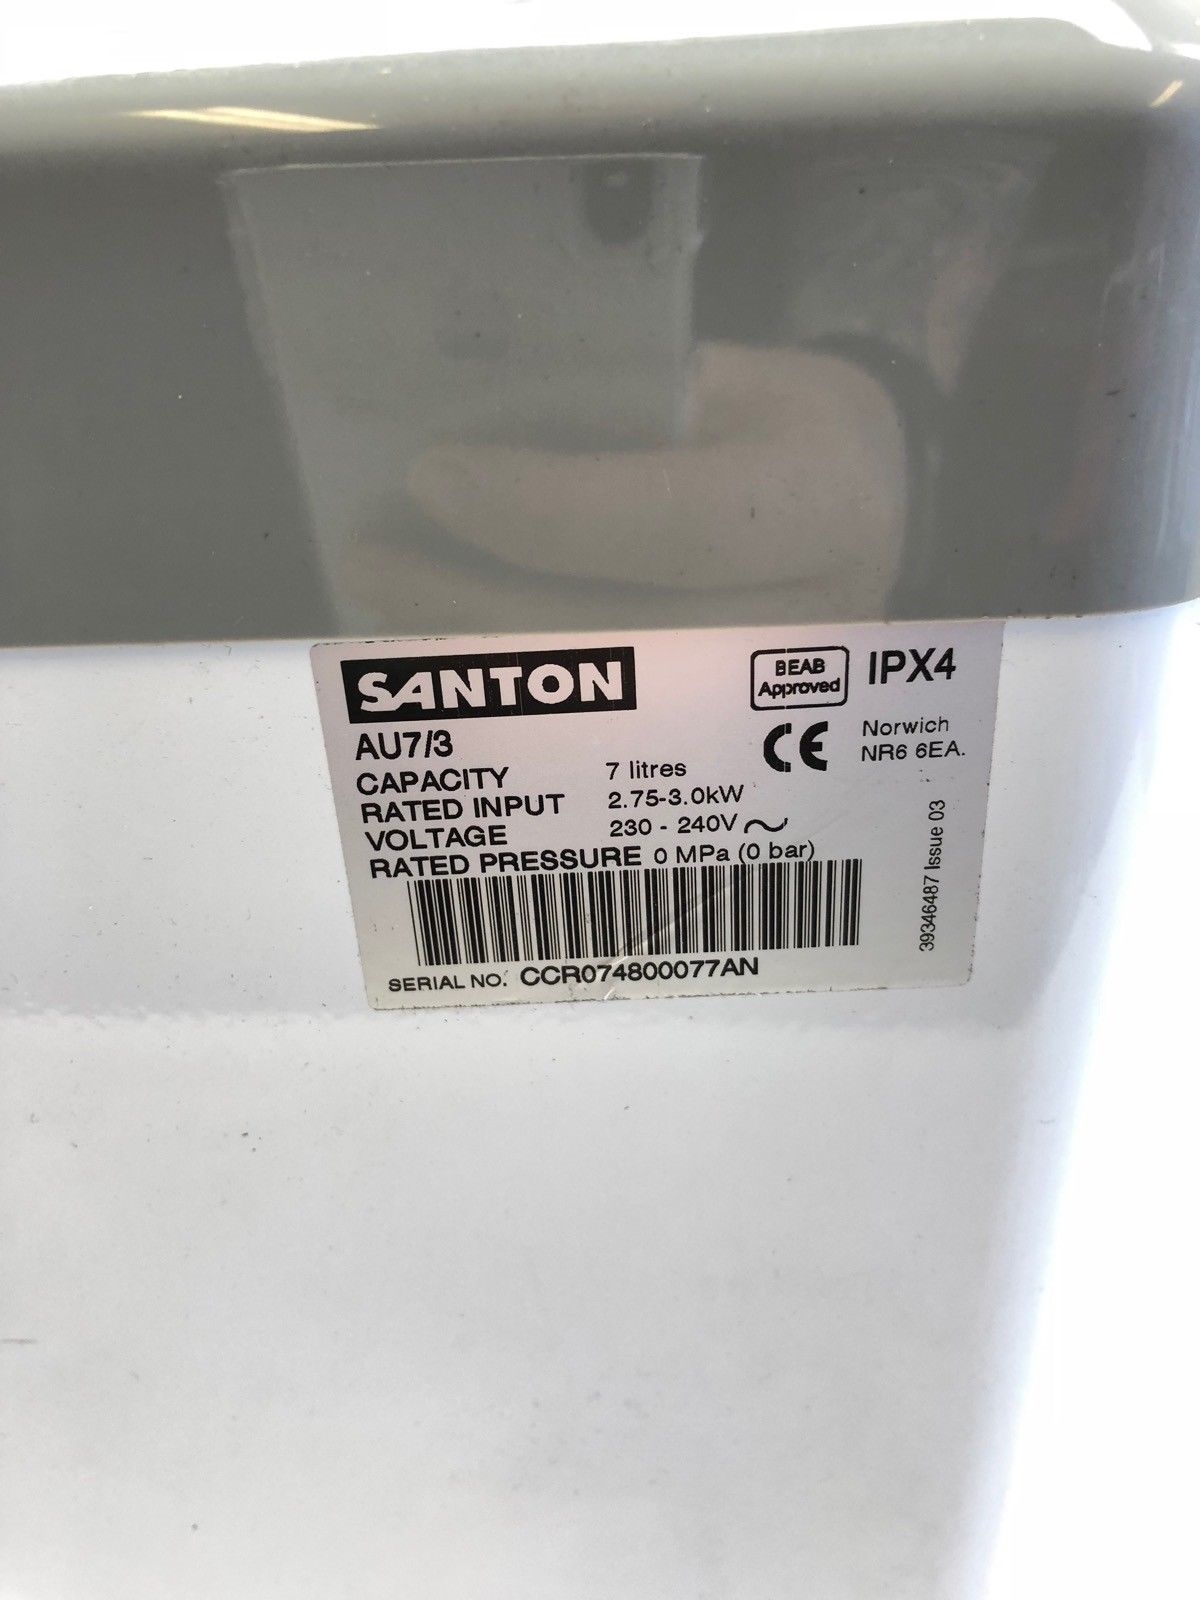 SANTON
BEAB
Approved
IPX4
AU7/3
CE
Norwich
NR6 6EA.
CAPACITY 7 litres
RATED INPUT 2.75-3.0kW
VOLTAGE 230 - 240V ~
RATED PRESSURE 0 MPa (0 bar)
39346487 Issue 03
SERIAL NO. CCR074800077AN